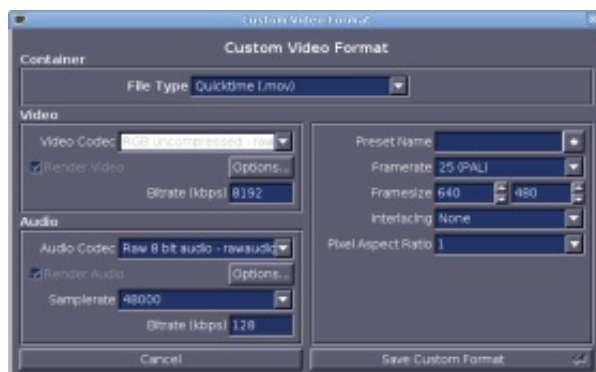 Custom Video Format
Custom Video Format
Container
File Type Quicktime (.mov)
Video
Video Codec RGB uncompressed - raw
Render Video Options...
Bitrate (kbps) 8192
Audio
Audio Codec Raw 8 bit audio - rawaudio
Render Audio Options...
Samplerate 48000
Bitrate (kbps) 128
Preset Name
Framerate 25 (PAL)
Framesize 640 480
Interlacing None
Pixel Aspect Ratio 1
Cancel
Save Custom Format